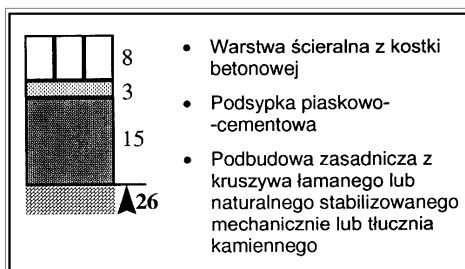 8
3
15
26
• Warstwa ścieralna z kostki
betonowej
• Podsypka piaskowo-
-cementowa
• Podbudowa zasadnicza z
kruszywa łamanego lub
naturalnego stabilizowanego
mechanicznie lub tłucznia
kamiennego